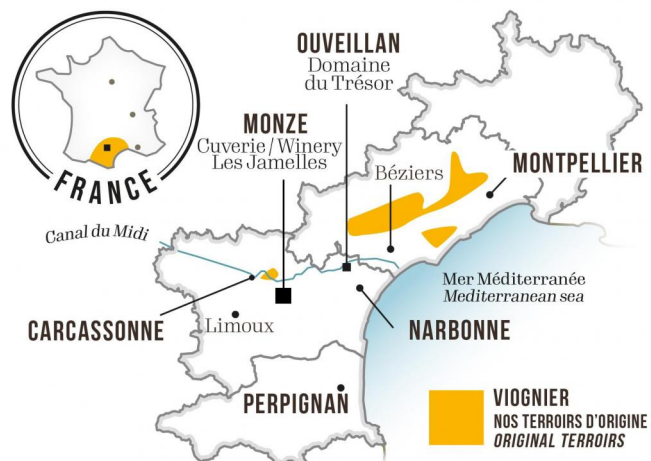 FRANCE
OUVEILLAN
Domaine
du Trésor
MONZE
Cuverie / Winery
Les Jamelles
Béziers
MONTPELLIER
Canal du Midi
Mer Méditerranée
Mediterranean sea
CARCASSONNE
Limoux
NARBONNE
PERPIGNAN
VIOGNIER
NOS TERROIRS D'ORIGINE
ORIGINAL TERROIRS